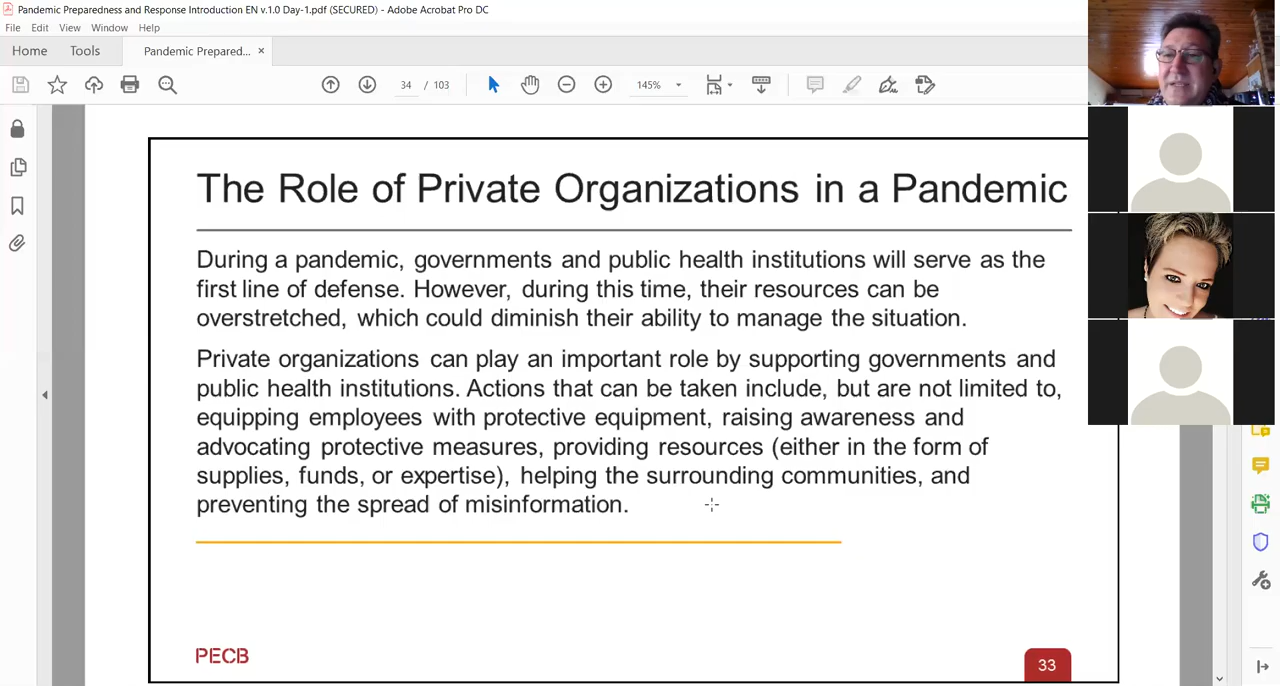 Pandemic Preparedness and Response Introduction EN v.1.0 Day-1.pdf (SECURED) - Adobe Acrobat Pro DC
File Edit View Window Help
Home Tools Pandemic Prepared... ×
34 / 103 145%
The Role of Private Organizations in a Pandemic
During a pandemic, governments and public health institutions will serve as the
first line of defense. However, during this time, their resources can be
overstretched, which could diminish their ability to manage the situation.
Private organizations can play an important role by supporting governments and
public health institutions. Actions that can be taken include, but are not limited to,
equipping employees with protective equipment, raising awareness and
advocating protective measures, providing resources (either in the form of
supplies, funds, or expertise), helping the surrounding communities, and
preventing the spread of misinformation.
PECB
33